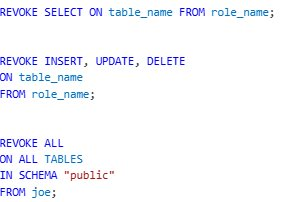 REVOKE SELECT ON table_name FROM role_name;
REVOKE INSERT, UPDATE, DELETE
ON table_name
FROM role_name;
REVOKE ALL
ON ALL TABLES
IN SCHEMA "public"
FROM joe;